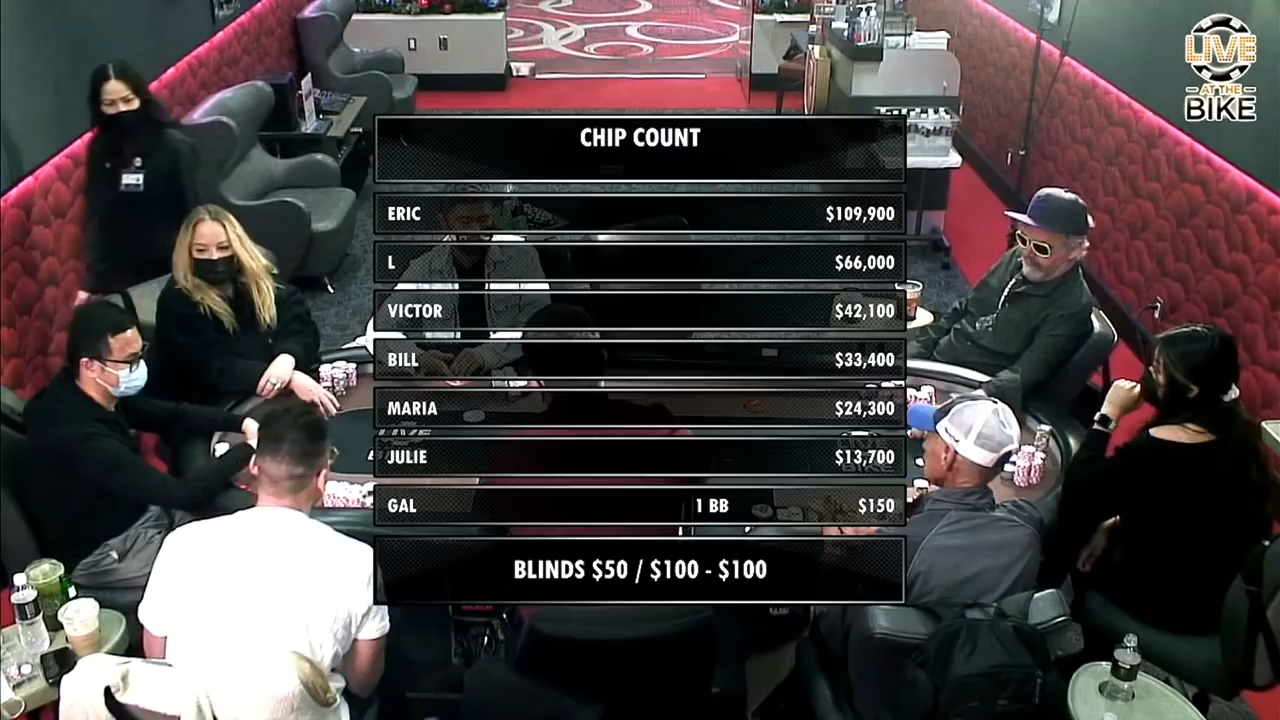 LIVE
AT THE
BIKE
CHIP COUNT
ERIC $109,900
L $66,000
VICTOR $42,100
BILL $33,400
MARIA $24,300
JULIE $13,700
GAL 1 BB $150
BLINDS $50 / $100 - $100